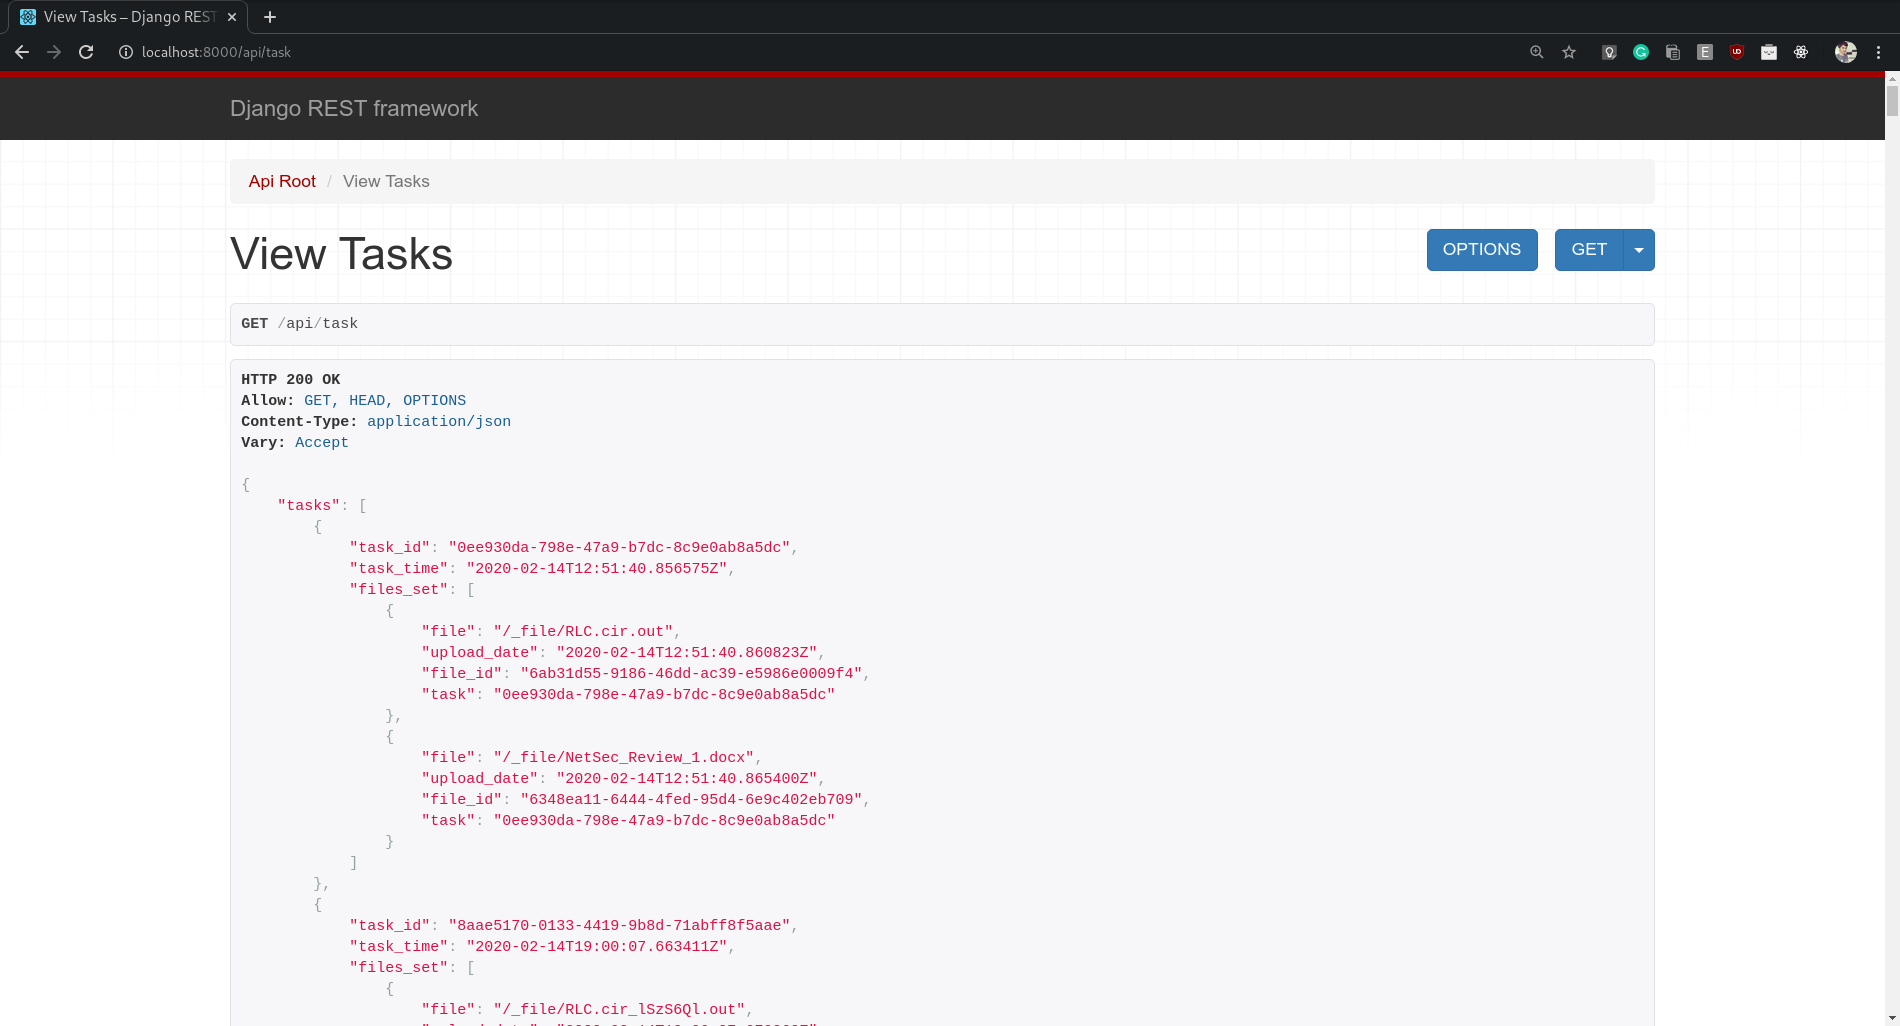 View Tasks – Django REST
localhost:8000/api/task
Django REST framework
Api Root / View Tasks
View Tasks
OPTIONS
GET
GET /api/task
HTTP 200 OK
Allow: GET, HEAD, OPTIONS
Content-Type: application/json
Vary: Accept
{
    "tasks": [
        {
            "task_id": "0ee930da-798e-47a9-b7dc-8c9e0ab8a5dc",
            "task_time": "2020-02-14T12:51:40.856575Z",
            "files_set": [
                {
                    "file": "/_file/RLC.cir.out",
                    "upload_date": "2020-02-14T12:51:40.860823Z",
                    "file_id": "6ab31d55-9186-46dd-ac39-e5986e0009f4",
                    "task": "0ee930da-798e-47a9-b7dc-8c9e0ab8a5dc"
                },
                {
                    "file": "/_file/NetSec_Review_1.docx",
                    "upload_date": "2020-02-14T12:51:40.865400Z",
                    "file_id": "6348ea11-6444-4fed-95d4-6e9c402eb709",
                    "task": "0ee930da-798e-47a9-b7dc-8c9e0ab8a5dc"
                }
            ]
        },
        {
            "task_id": "8aae5170-0133-4419-9b8d-71abff8f5aae",
            "task_time": "2020-02-14T19:00:07.663411Z",
            "files_set": [
                {
                    "file": "/_file/RLC.cir_lSzS6Ql.out",